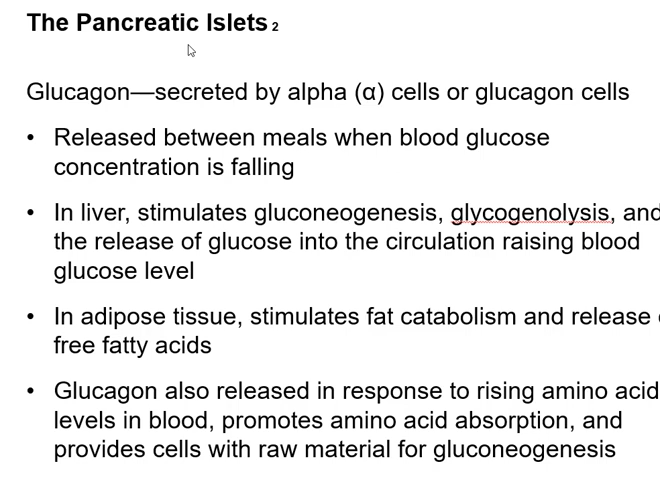 The Pancreatic Islets 2
Glucagon—secreted by alpha (α) cells or glucagon cells
• Released between meals when blood glucose
concentration is falling
• In liver, stimulates gluconeogenesis, glycogenolysis, and
the release of glucose into the circulation raising blood
glucose level
• In adipose tissue, stimulates fat catabolism and release
free fatty acids
• Glucagon also released in response to rising amino acid
levels in blood, promotes amino acid absorption, and
provides cells with raw material for gluconeogenesis